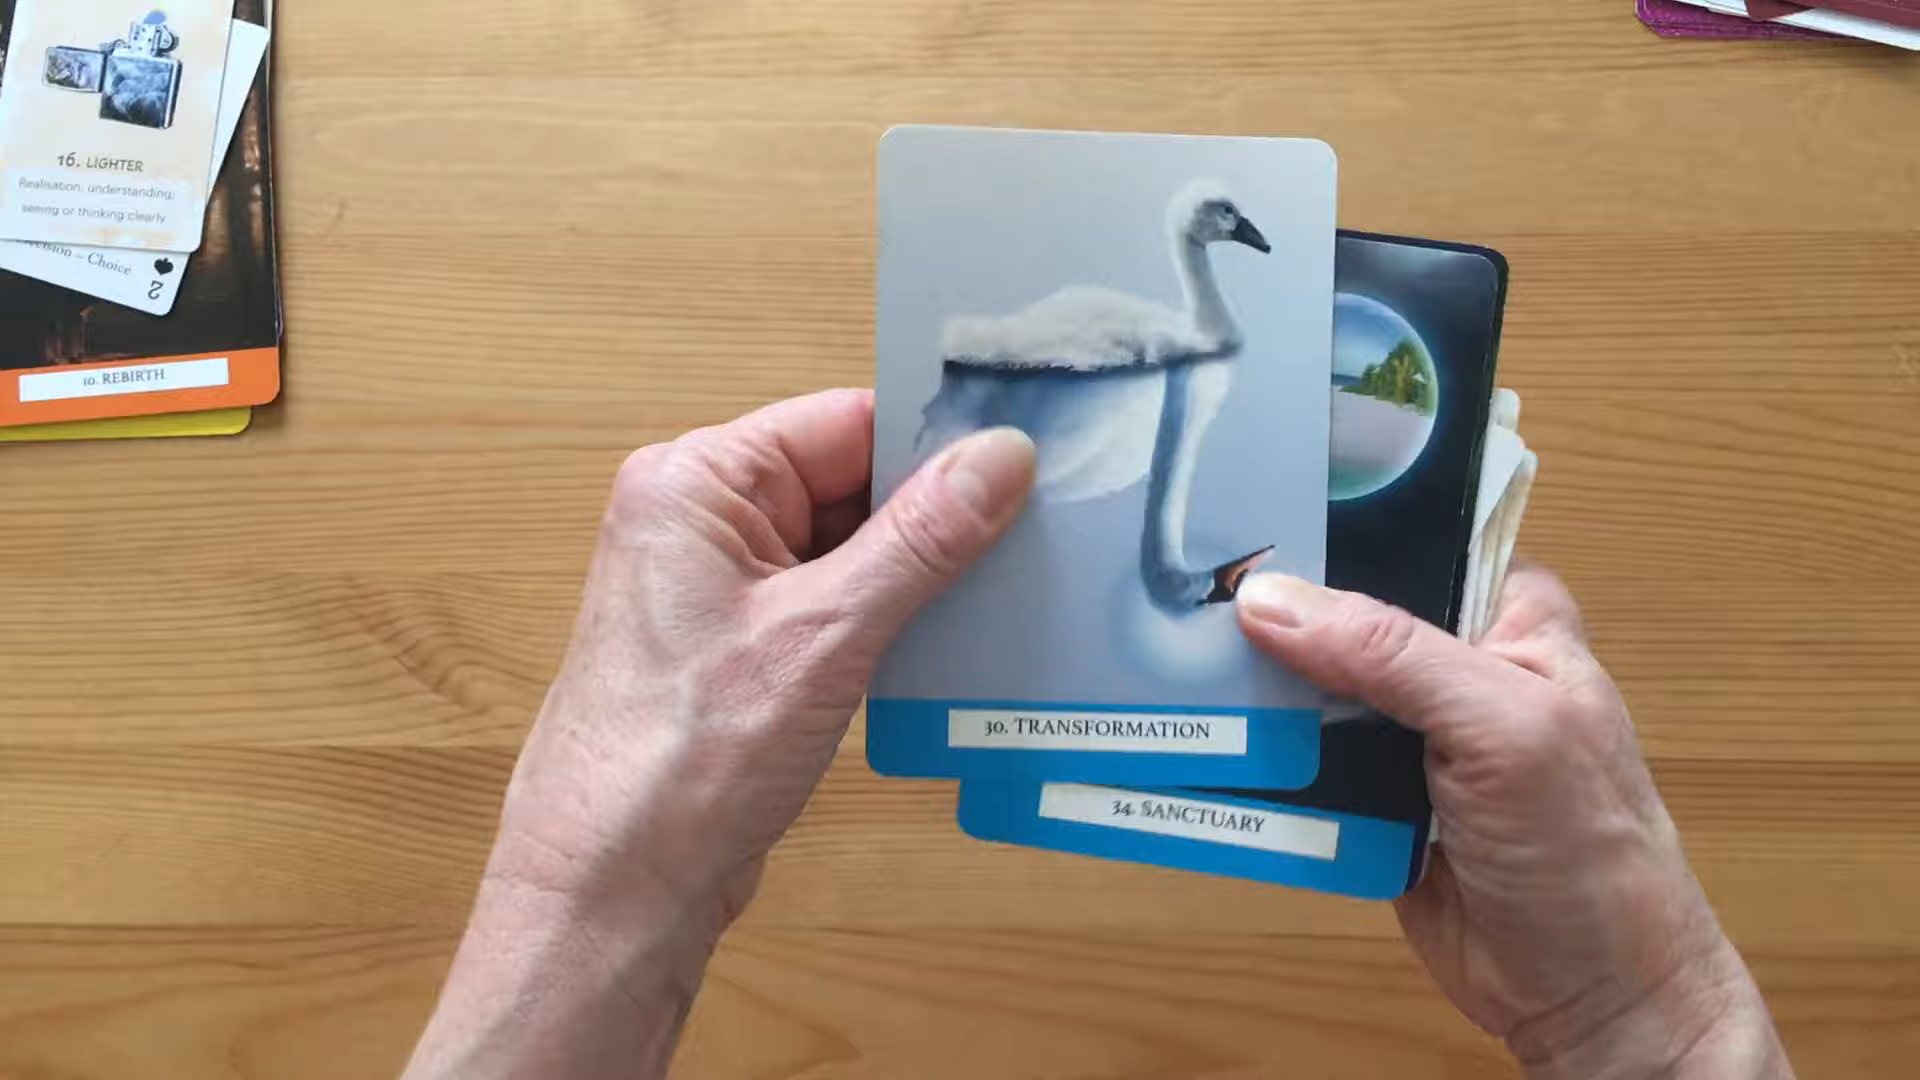 16. LIGHTER
Realisation; understanding;
seeing or thinking clearly
~ Choice
2
10. REBIRTH
30. TRANSFORMATION
34. SANCTUARY